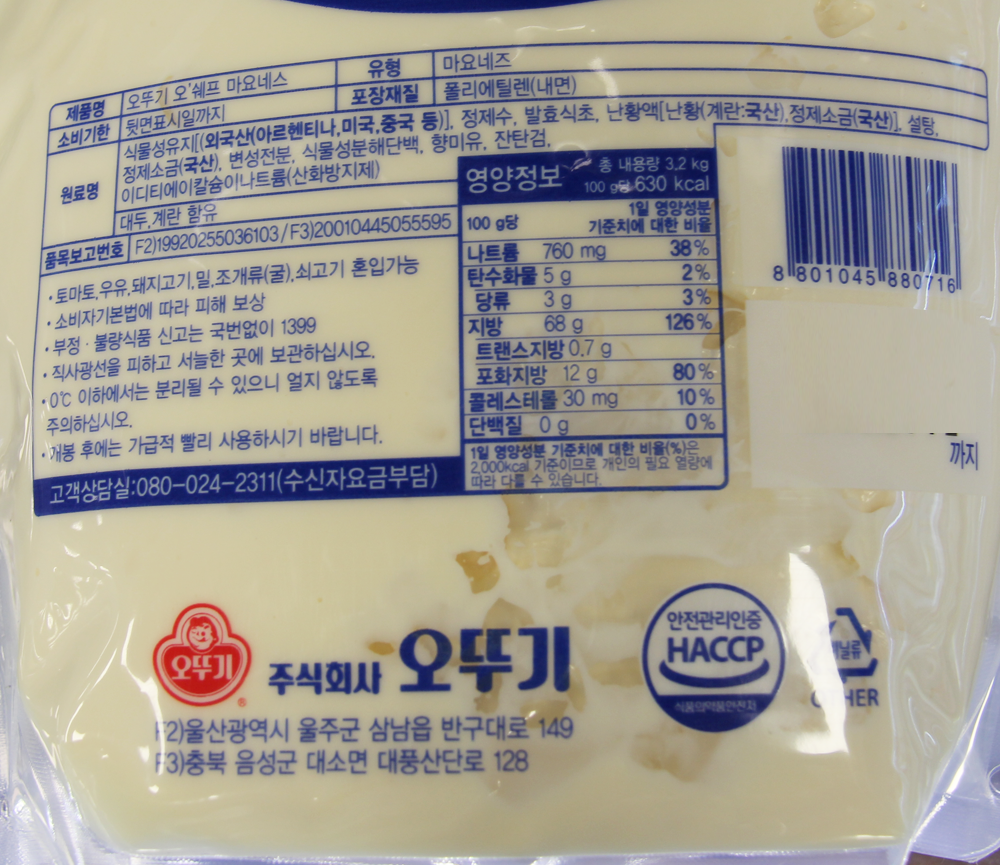 제품명 오뚜기 오'쉐프 마요네스 유형 마요네즈
소비기한 뒷면표시일까지 포장재질 폴리에틸렌(내면)
원료명 식물성유지[(외국산(아르헨티나,미국,중국 등)], 정제수, 발효식초, 난황액[난황(계란:국산),정제소금(국산)], 설탕,
정제소금(국산), 변성전분, 식물성분해단백, 향미유, 잔탄검,
이디티에이칼슘이나트륨(산화방지제)
대두,계란 함유
품목보고번호 F2)19920255036103/F3)20010445055595
• 토마토,우유,돼지고기,밀,조개류(굴),쇠고기 혼입가능
• 소비자기본법에 따라 피해 보상
• 부정·불량식품 신고는 국번없이 1399
• 직사광선을 피하고 서늘한 곳에 보관하십시오.
• 0℃ 이하에서는 분리될 수 있으니 얼지 않도록
주의하십시오.
• 개봉 후에는 가급적 빨리 사용하시기 바랍니다.
고객상담실:080-024-2311(수신자요금부담)
영양정보 총 내용량 3.2 kg
100 g당 630 kcal
100 g당 1일 영양성분
기준치에 대한 비율
나트륨 760 mg 38%
탄수화물 5 g 2%
당류 3 g 3%
지방 68 g 126%
트랜스지방 0.7 g
포화지방 12 g 80%
콜레스테롤 30 mg 10%
단백질 0 g 0%
1일 영양성분 기준치에 대한 비율(%)은
2,000kcal 기준이므로 개인의 필요 열량에
따라 다를 수 있습니다.
8 801045 880716
까지
오뚜기 ®
주식회사 오뚜기
안전관리인증
HACCP
식품의약품안전처
F2)울산광역시 울주군 삼남읍 반구대로 149
F3)충북 음성군 대소면 대풍산단로 128